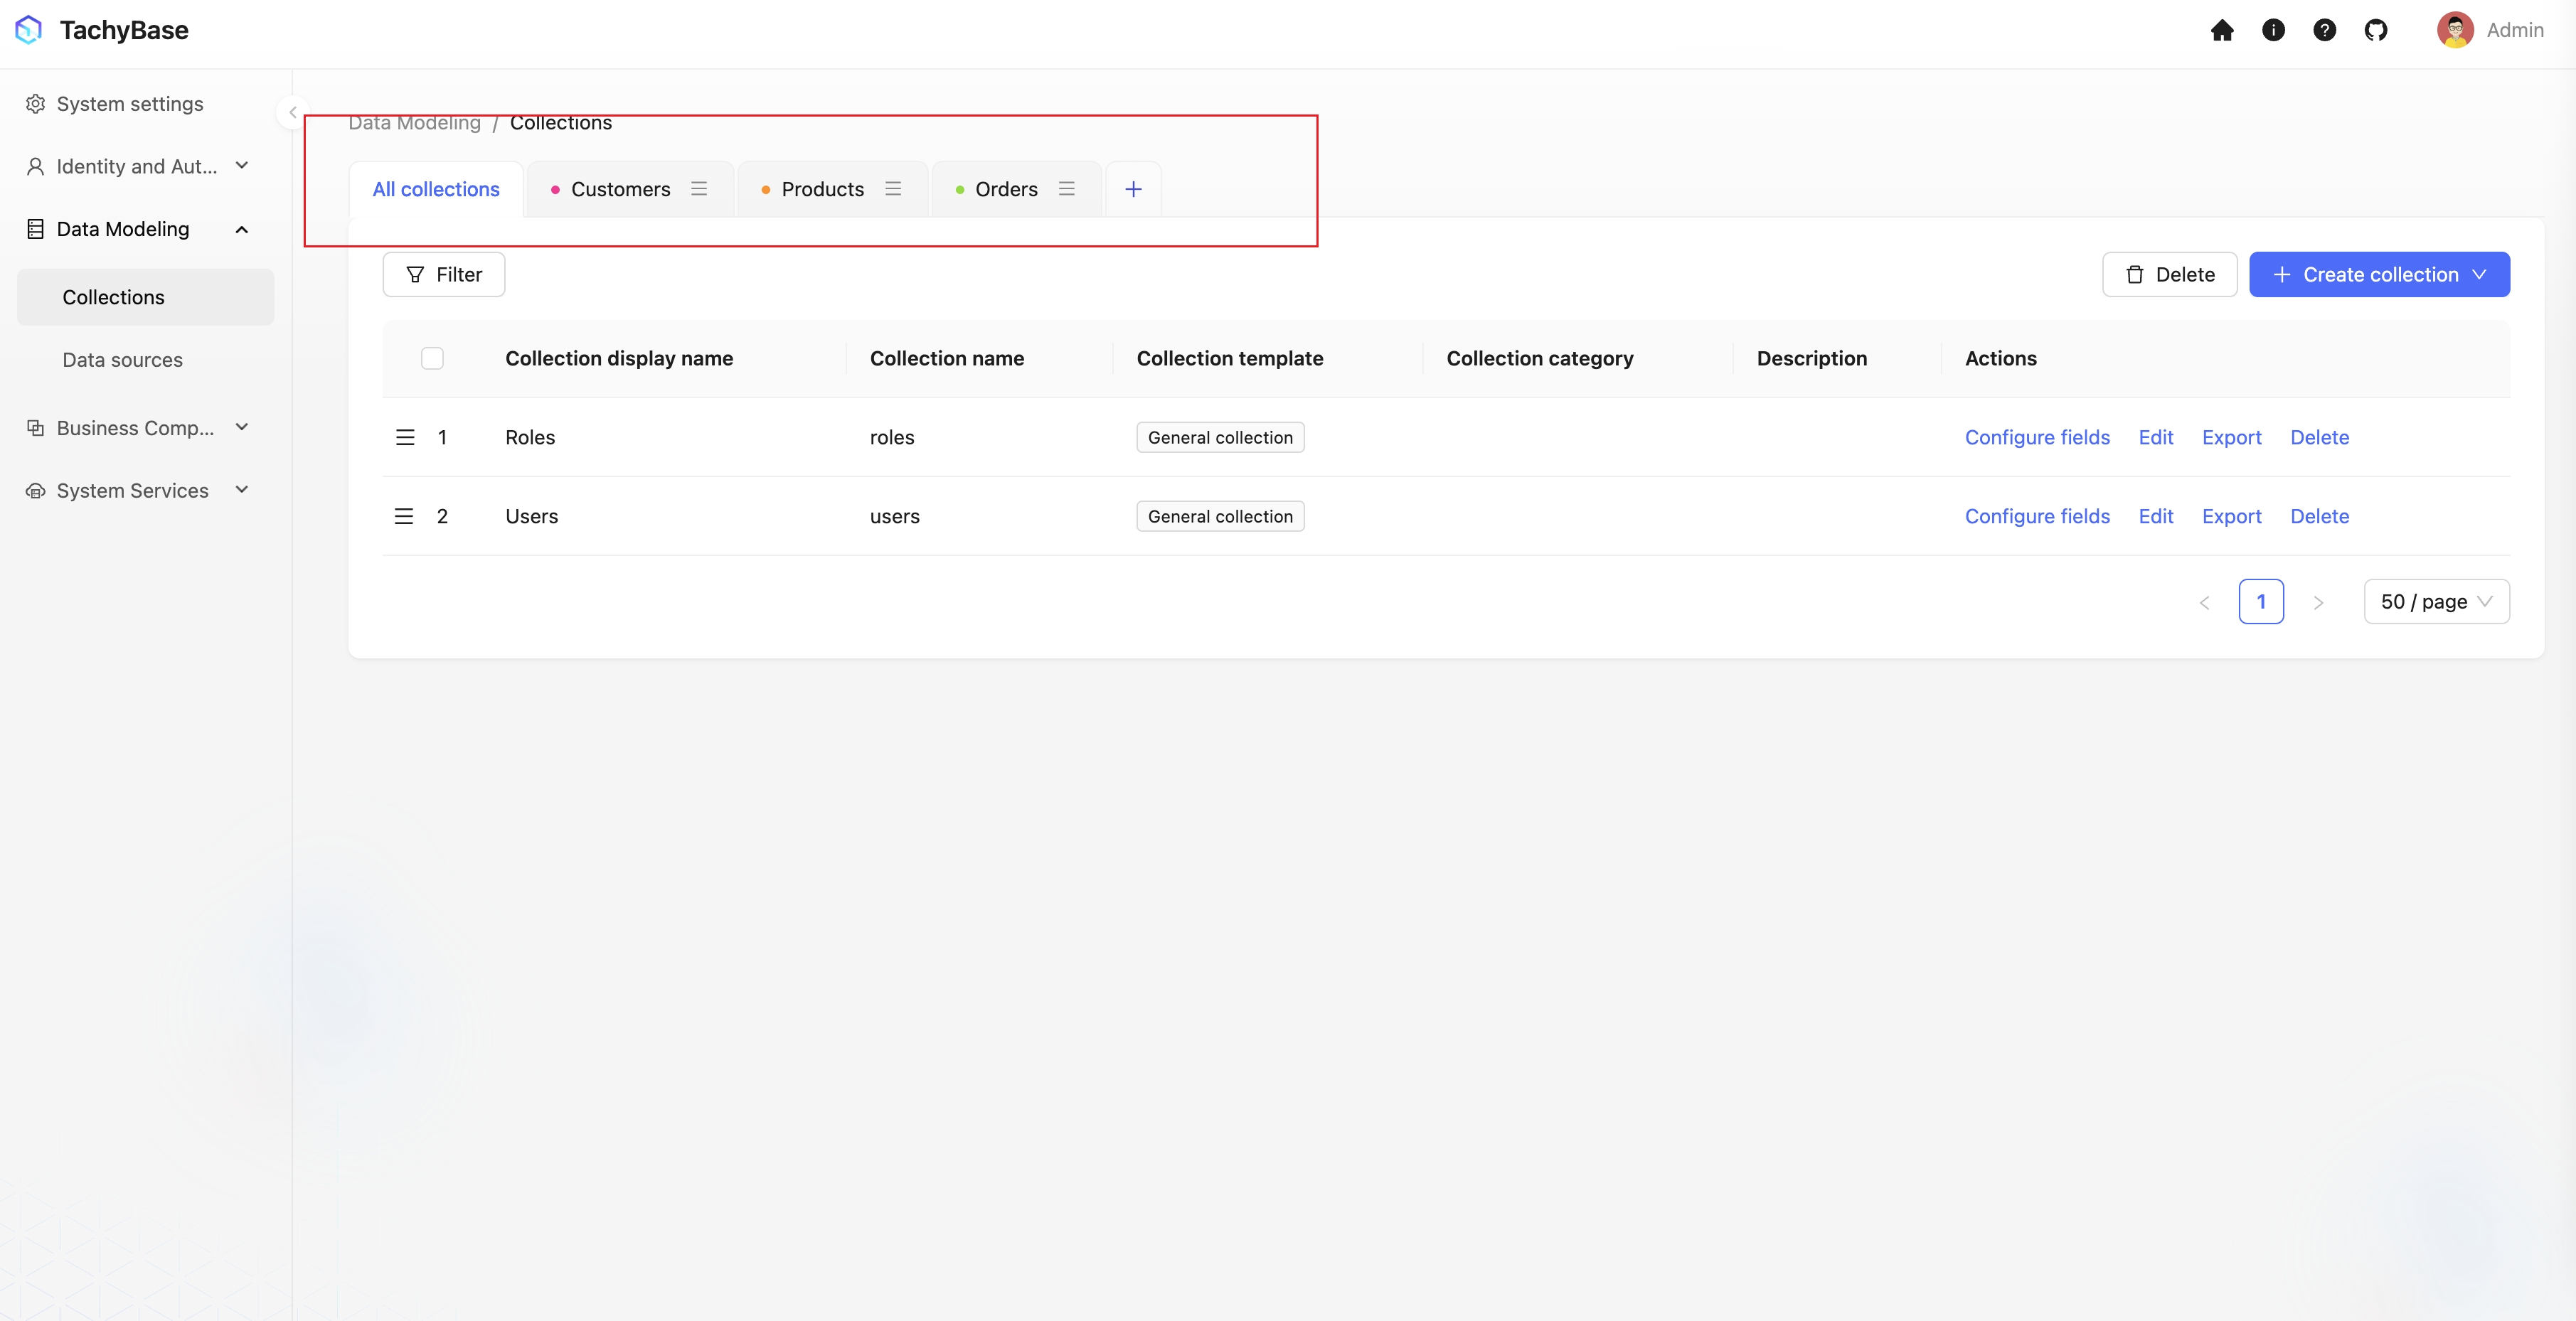 TachyBase
Admin
System settings
Identity and Aut...
Data Modeling
Collections
Data sources
Business Comp...
System Services
Data Modeling / Collections
All collections
Customers
Products
Orders
Filter
Delete
Create collection
Collection display name
Collection name
Collection template
Collection category
Description
Actions
1 Roles roles General collection Configure fields Edit Export Delete
2 Users users General collection Configure fields Edit Export Delete
1
50 / page